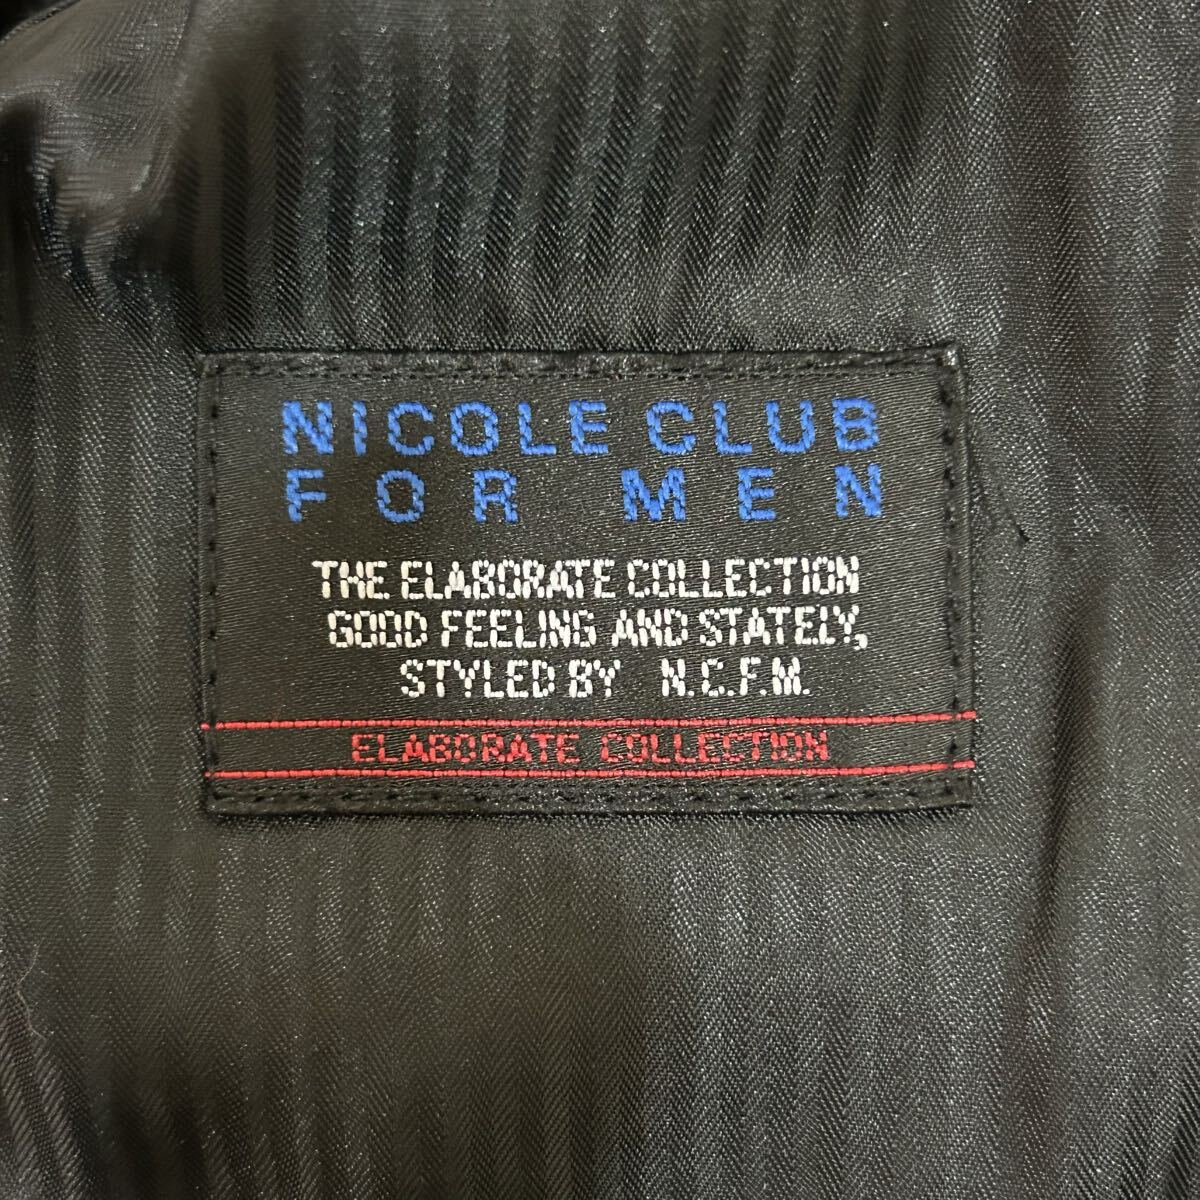 NICOLE CLUB
FOR MEN
THE ELABORATE COLLECTION
GOOD FEELING AND STATELY,
STYLED BY N.C.F.M.
ELABORATE COLLECTION